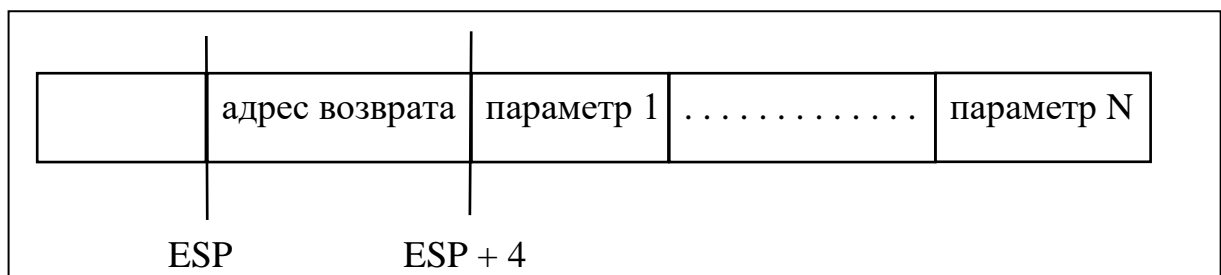 адрес возврата параметр 1 . . . . . . . . . . . . . параметр N
ESP ESP + 4